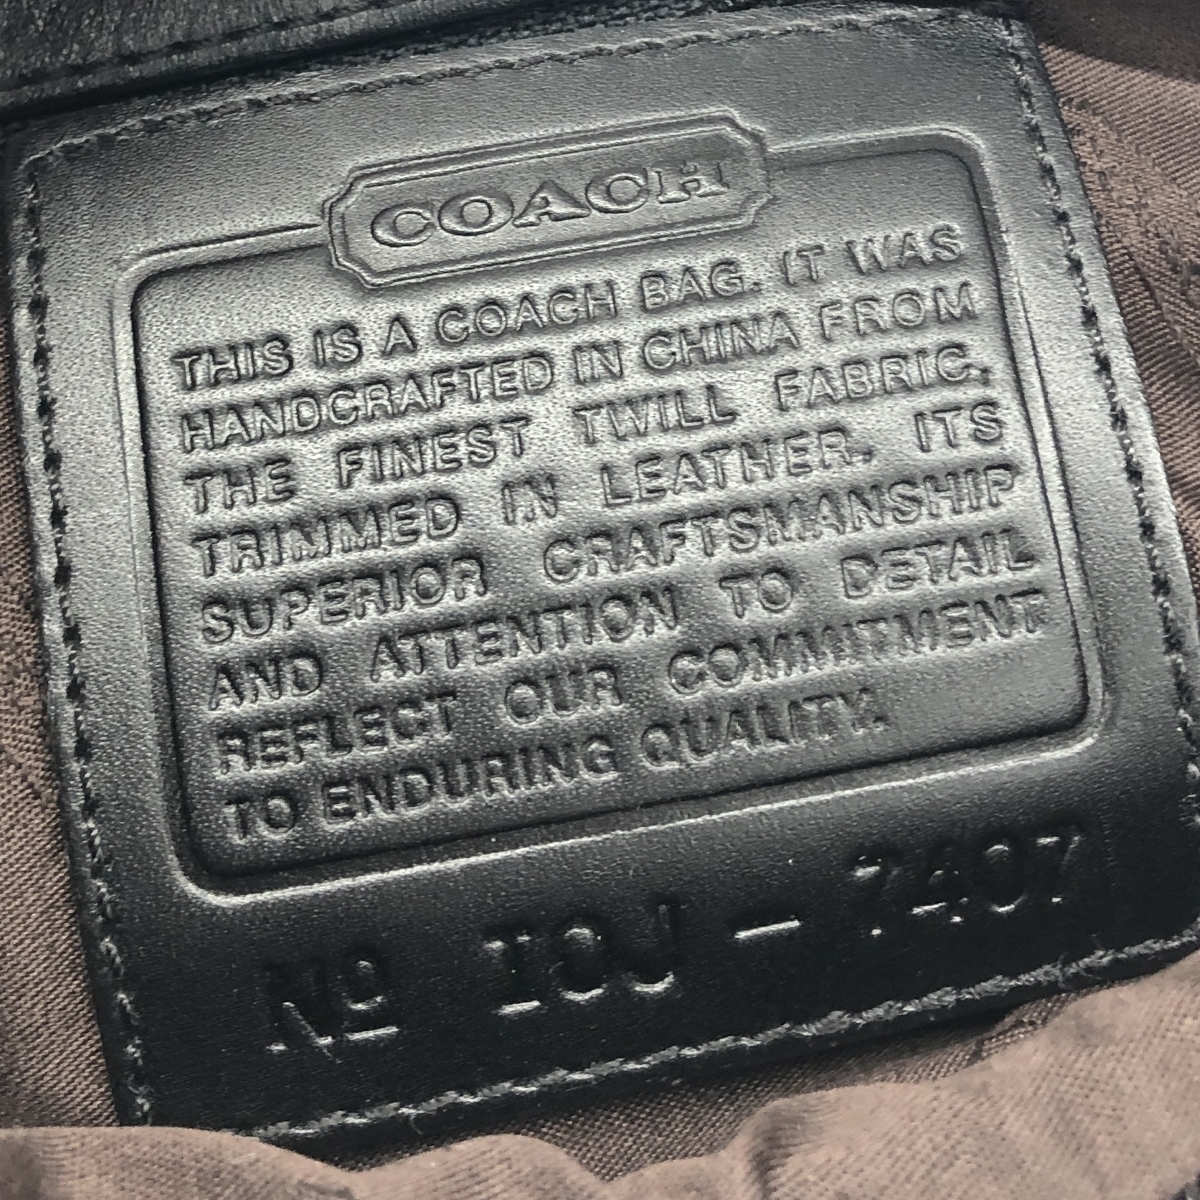 COACH
THIS IS A COACH BAG. IT WAS
HANDCRAFTED IN CHINA FROM
THE FINEST TWILL FABRIC.
TRIMMED IN LEATHER. ITS
SUPERIOR CRAFTSMANSHIP
AND ATTENTION TO DETAIL
REFLECT OUR COMMITMENT
TO ENDURING QUALITY.
Nº IOJ - 7407